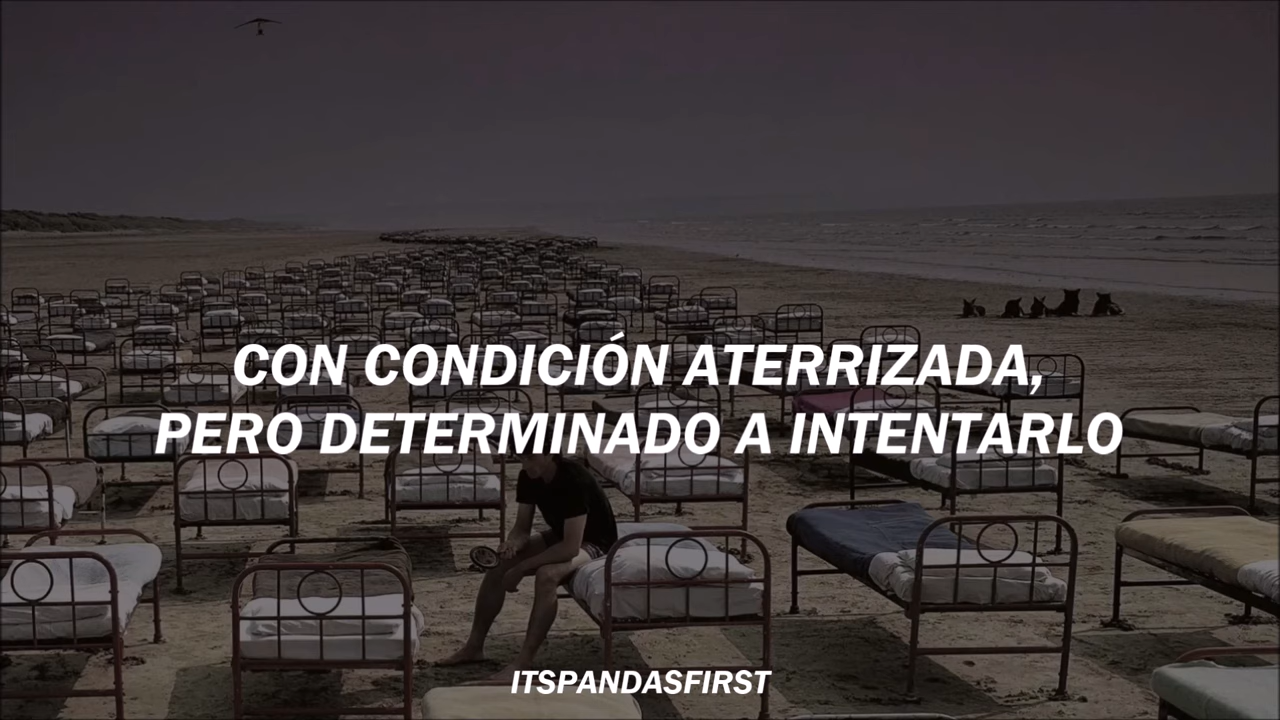 CON CONDICIÓN ATERRIZADA,
PERO DETERMINADO A INTENTARLO
ITSPANDASFIRST